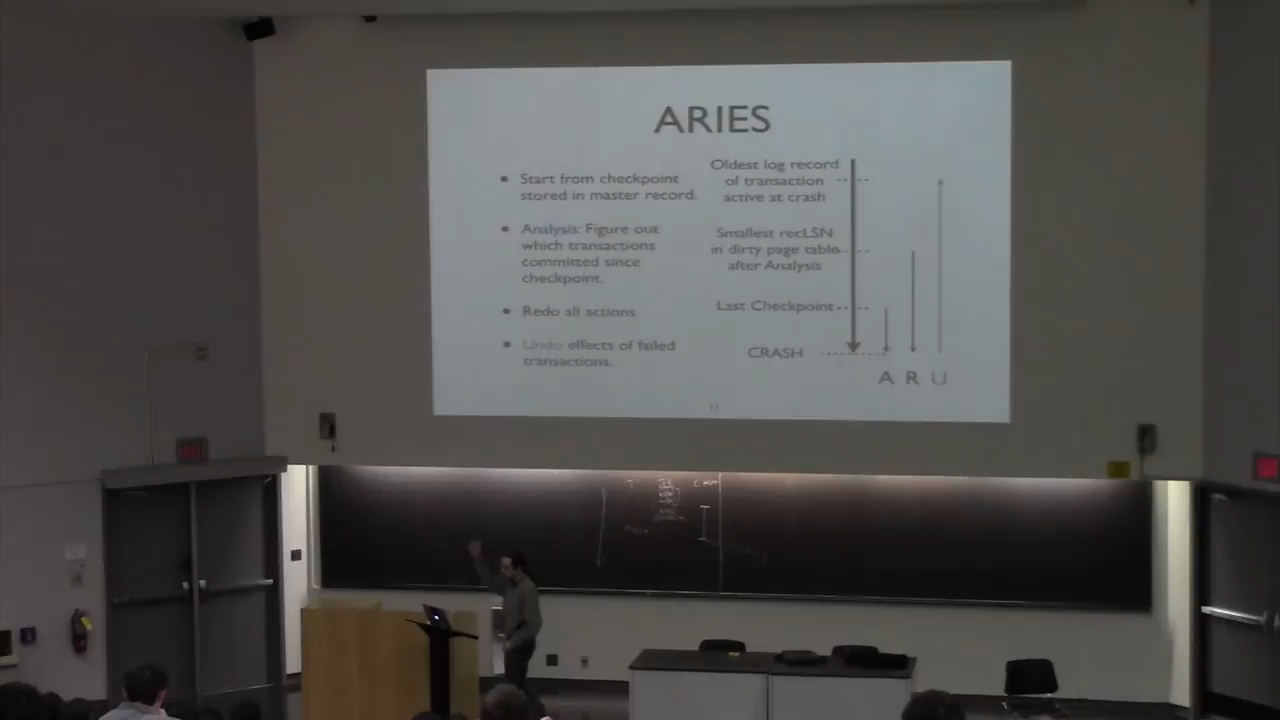 ARIES
Start from checkpoint
stored in master record.
Analysis: Figure out
which transactions
committed since
checkpoint.
Redo all actions
Undo effects of failed
transactions.
Oldest log record
of transaction
active at crash
Smallest recLSN
in dirty page table
after Analysis
Last Checkpoint
CRASH
A R U
17